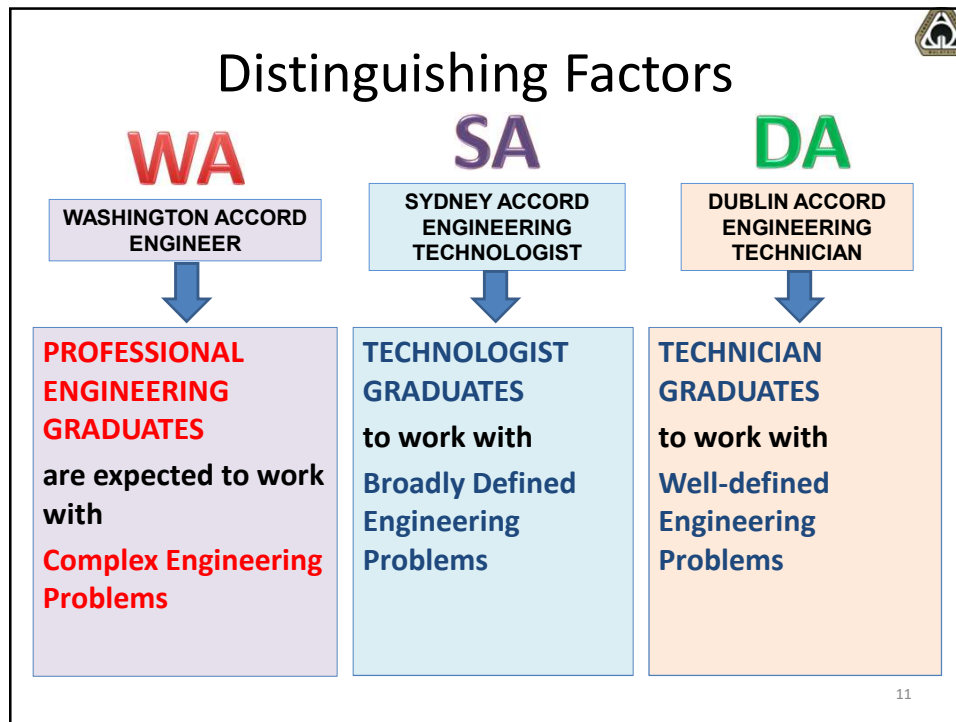 Distinguishing Factors
WA
WASHINGTON ACCORD
ENGINEER
PROFESSIONAL
ENGINEERING
GRADUATES
are expected to work
with
Complex Engineering
Problems
SA
SYDNEY ACCORD
ENGINEERING
TECHNOLOGIST
TECHNOLOGIST
GRADUATES
to work with
Broadly Defined
Engineering
Problems
DA
DUBLIN ACCORD
ENGINEERING
TECHNICIAN
TECHNICIAN
GRADUATES
to work with
Well-defined
Engineering
Problems
11